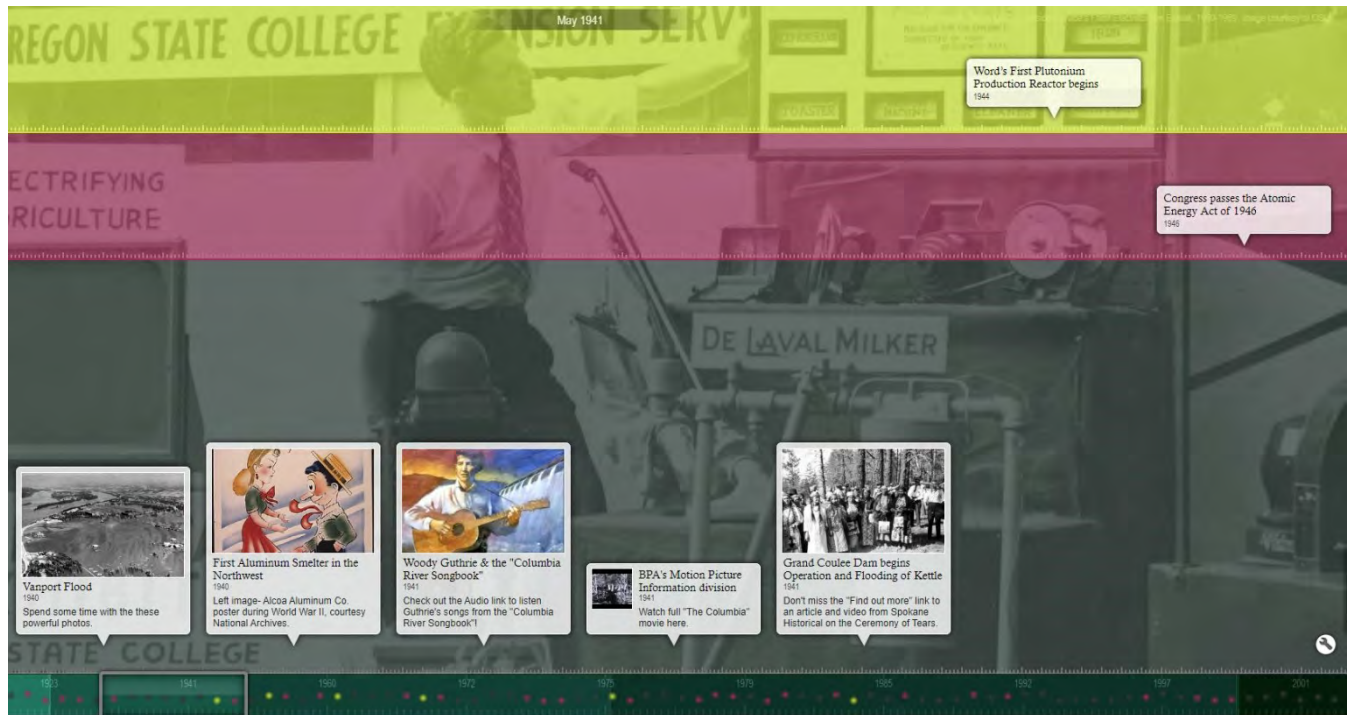 May 1941
OREGON STATE COLLEGE EXTENSION SERV
TOASTER
Word's First Plutonium
Production Reactor begins
1944
ECTRIFYING
RICULTURE
Congress passes the Atomic
Energy Act of 1946
1946
DE LAVAL MILKER
Vanport Flood
1940
Spend some time with the these
powerful photos.
First Aluminum Smelter in the
Northwest
1940
Left image- Alcoa Aluminum Co.
poster during World War II, courtesy
National Archives.
Woody Guthrie & the "Columbia
River Songbook"
1941
Check out the Audio link to listen
Guthrie's songs from the "Columbia
River Songbook"!
BPA's Motion Picture
Information division
1941
Watch full "The Columbia"
movie here.
Grand Coulee Dam begins
Operation and Flooding of Kettle
1941
Don't miss the "Find out more" link to
an article and video from Spokane
Historical on the Ceremony of Tears.
STATE COLLEGE
1933 1941 1960 1972 1975 1979 1985 1992 1997 2001